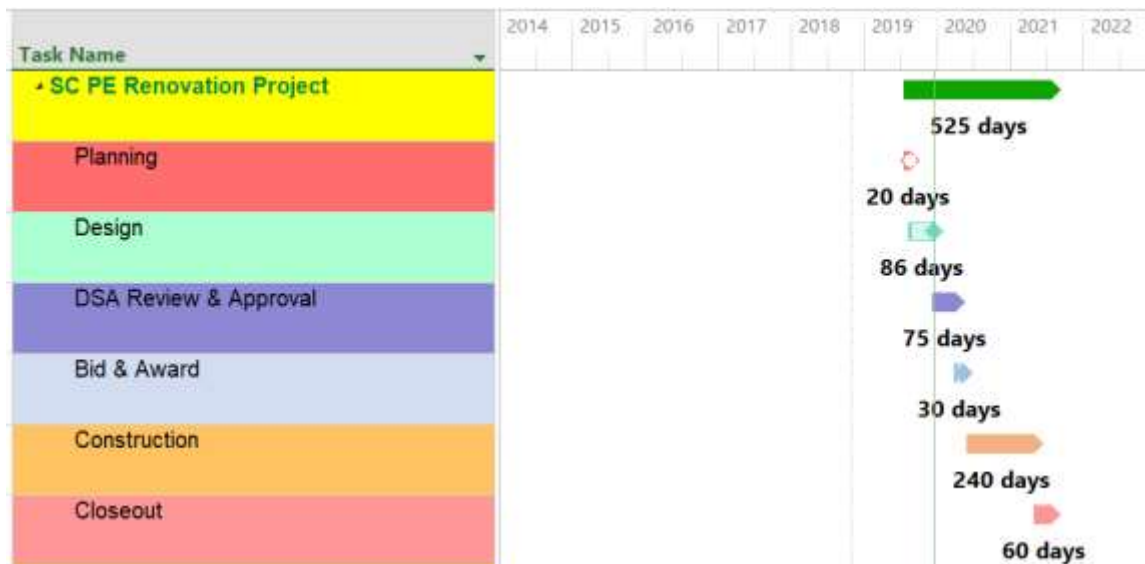 2014 2015 2016 2017 2018 2019 2020 2021 2022
Task Name
SC PE Renovation Project
525 days
Planning
20 days
Design
86 days
DSA Review & Approval
75 days
Bid & Award
30 days
Construction
240 days
Closeout
60 days